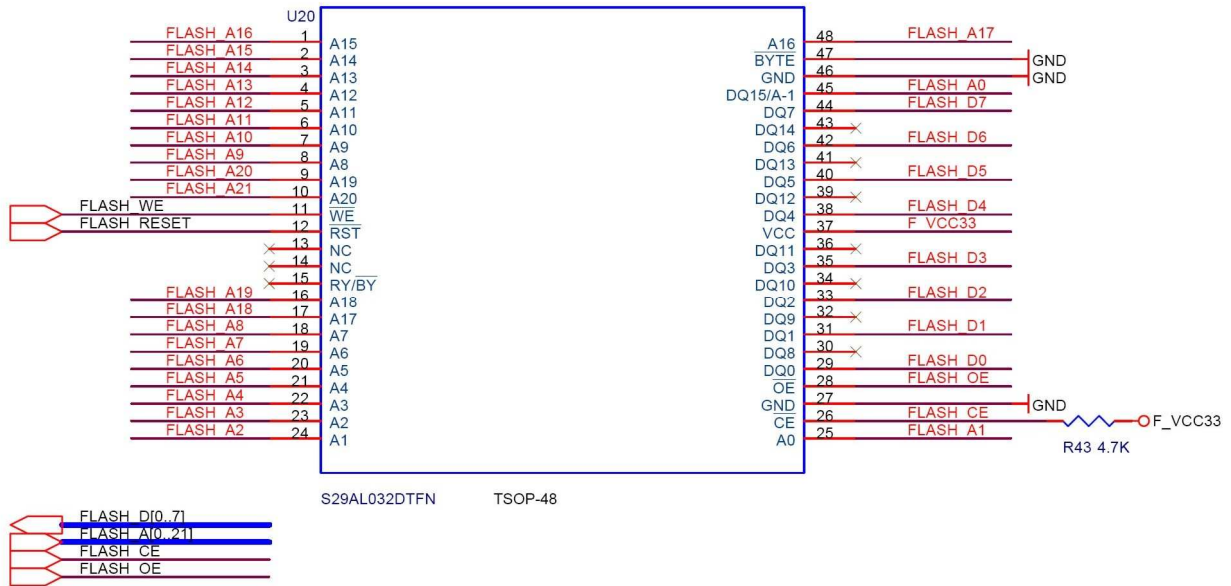 U20
FLASH_A16 1 A15 A16 48 FLASH_A17
FLASH_A15 2 A14 BYTE 47 GND
FLASH_A14 3 A13 GND 46 GND
FLASH_A13 4 A12 DQ15/A-1 45 FLASH_A0
FLASH_A12 5 A11 DQ7 44 FLASH_D7
FLASH_A11 6 A10 DQ14 43
FLASH_A10 7 A9 DQ6 42 FLASH_D6
FLASH_A9 8 A8 DQ13 41
FLASH_A20 9 A19 DQ5 40 FLASH_D5
FLASH_A21 10 A20 DQ12 39
FLASH_WE 11 WE DQ4 38 FLASH_D4
FLASH_RESET 12 RST VCC 37 F_VCC33
13 NC DQ11 36
14 NC DQ3 35 FLASH_D3
15 RY/BY DQ10 34
FLASH_A19 16 A18 DQ2 33 FLASH_D2
FLASH_A18 17 A17 DQ9 32
FLASH_A8 18 A7 DQ1 31 FLASH_D1
FLASH_A7 19 A6 DQ8 30
FLASH_A6 20 A5 DQ0 29 FLASH_D0
FLASH_A5 21 A4 OE 28 FLASH_OE
FLASH_A4 22 A3 GND 27 GND
FLASH_A3 23 A2 CE 26 FLASH_CE F_VCC33
FLASH_A2 24 A1 A0 25 FLASH_A1
R43 4.7K
S29AL032DTFN TSOP-48
FLASH_D[0..7]
FLASH_A[0..21]
FLASH_CE
FLASH_OE